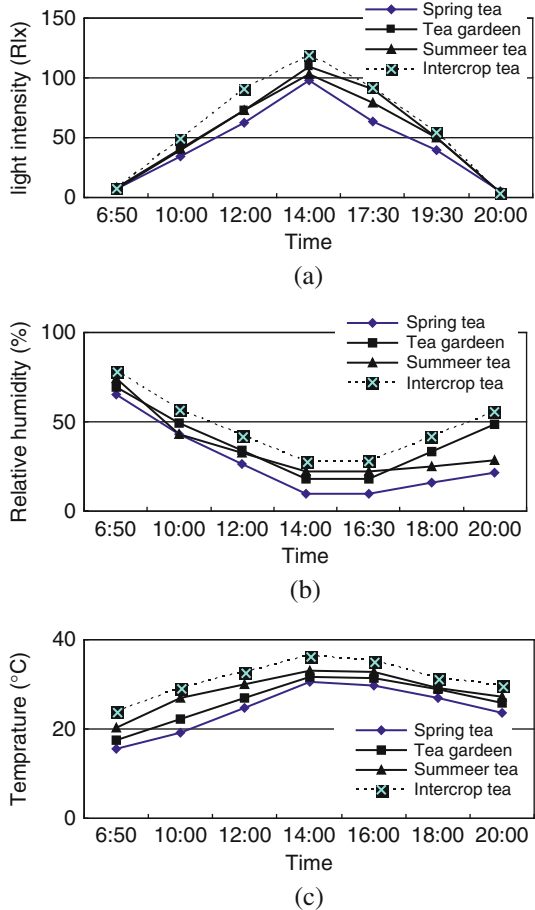 light intensity (Rlx)
150
100
50
0
Spring tea
Tea gardeen
Summeer tea
Intercrop tea
6:50 10:00 12:00 14:00 17:30 19:30 20:00
Time
(a)
Relative humidity (%)
100
50
0
Spring tea
Tea gardeen
Summeer tea
Intercrop tea
6:50 10:00 12:00 14:00 16:30 18:00 20:00
Time
(b)
Temprature (°C)
40
20
0
Spring tea
Tea gardeen
Summeer tea
Intercrop tea
6:50 10:00 12:00 14:00 16:00 18:00 20:00
Time
(c)